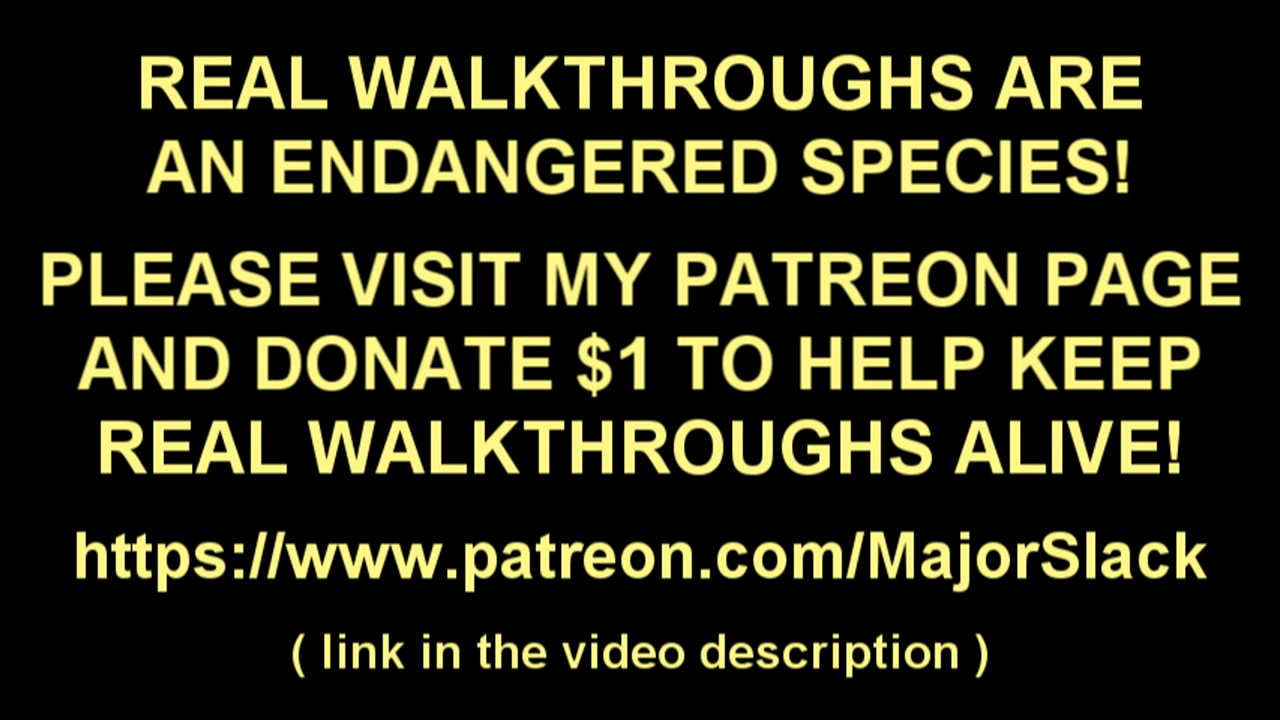 REAL WALKTHROUGHS ARE
AN ENDANGERED SPECIES!
PLEASE VISIT MY PATREON PAGE
AND DONATE $1 TO HELP KEEP
REAL WALKTHROUGHS ALIVE!
https://www.patreon.com/MajorSlack
( link in the video description )